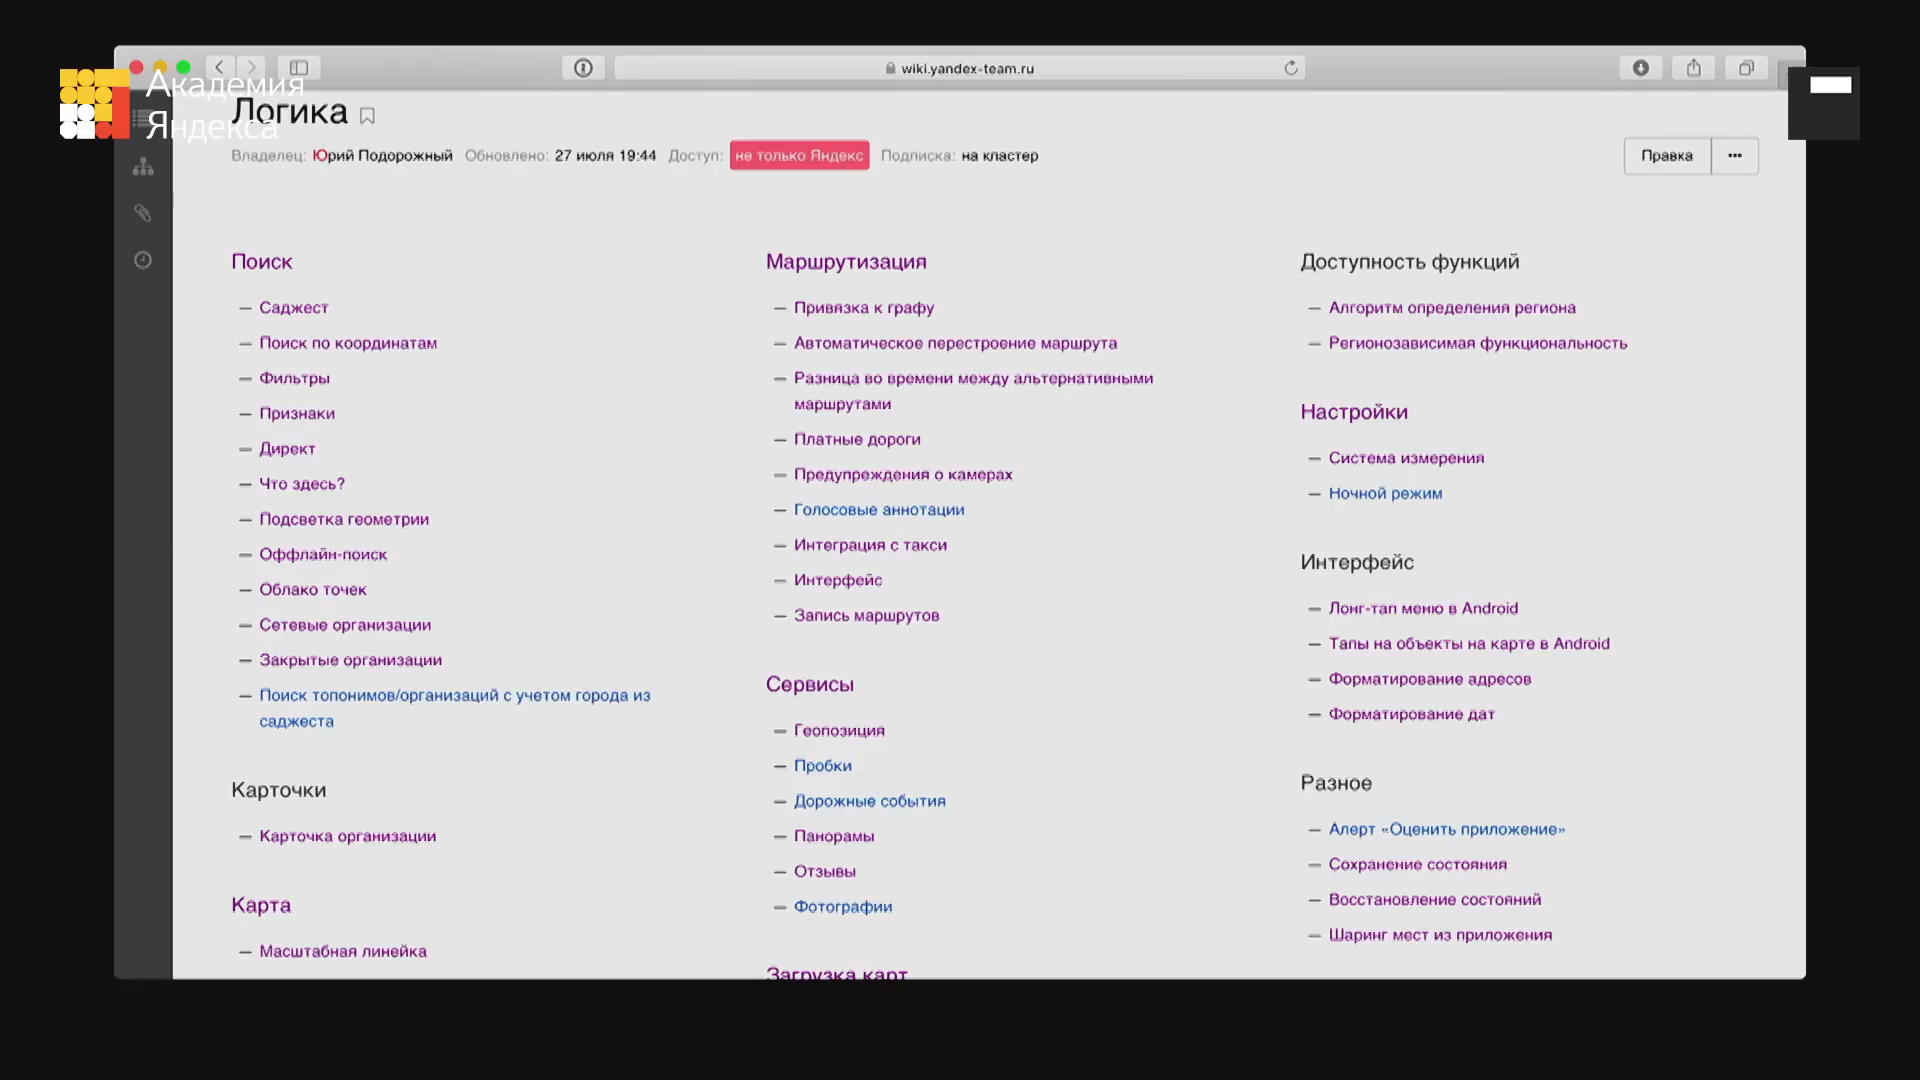 Академия
Яндекса
wiki.yandex-team.ru
Логика
Владелец: Юрий Подорожный Обновлено: 27 июля 19:44 Доступ: не только Яндекс Подписка: на кластер
Правка
Поиск
— Саджест
— Поиск по координатам
— Фильтры
— Признаки
— Директ
— Что здесь?
— Подсветка геометрии
— Оффлайн-поиск
— Облако точек
— Сетевые организации
— Закрытые организации
— Поиск топонимов/организаций с учетом города из
саджеста
Карточки
— Карточка организации
Карта
— Масштабная линейка
Маршрутизация
— Привязка к графу
— Автоматическое перестроение маршрута
— Разница во времени между альтернативными
маршрутами
— Платные дороги
— Предупреждения о камерах
— Голосовые аннотации
— Интеграция с такси
— Интерфейс
— Запись маршрутов
Сервисы
— Геопозиция
— Пробки
— Дорожные события
— Панорамы
— Отзывы
— Фотографии
Загрузка карт
Доступность функций
— Алгоритм определения региона
— Регионозависимая функциональность
Настройки
— Система измерения
— Ночной режим
Интерфейс
— Лонг-тап меню в Android
— Тапы на объекты на карте в Android
— Форматирование адресов
— Форматирование дат
Разное
— Алерт «Оценить приложение»
— Сохранение состояния
— Восстановление состояний
— Шаринг мест из приложения